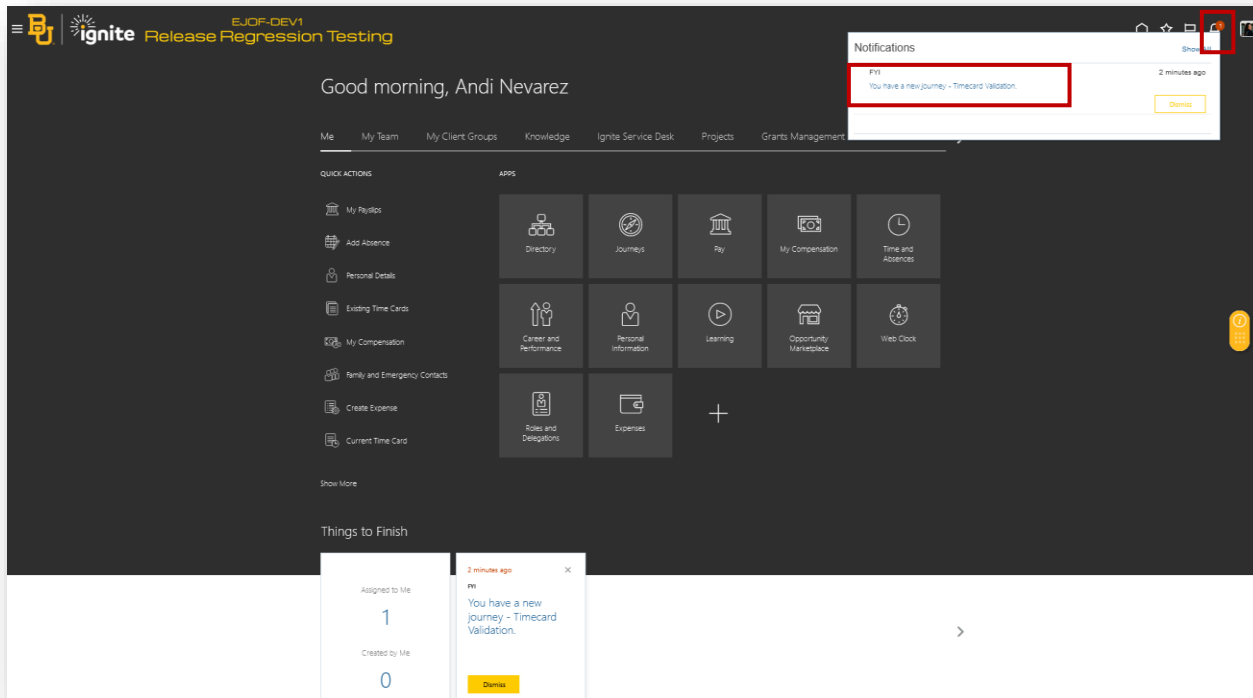 BU ignite
EJOF-DEV1
Release Regression Testing
Notifications
Show All
FYI
2 minutes ago
You have a new journey - Timecard Validation.
Dismiss
Good morning, Andi Nevarez
Me My Team My Client Groups Knowledge Ignite Service Desk Projects Grants Management
QUICK ACTIONS
My Payslips
Add Absence
Personal Details
Existing Time Cards
My Compensation
Family and Emergency Contacts
Create Expense
Current Time Card
Show More
APPS
Directory
Journeys
Pay
My Compensation
Time and
Absences
Career and
Performance
Personal
Information
Learning
Opportunity
Marketplace
Web Clock
Roles and
Delegations
Expenses
Things to Finish
Assigned to Me
1
Created by Me
0
2 minutes ago
FYI
You have a new
journey - Timecard
Validation.
Dismiss